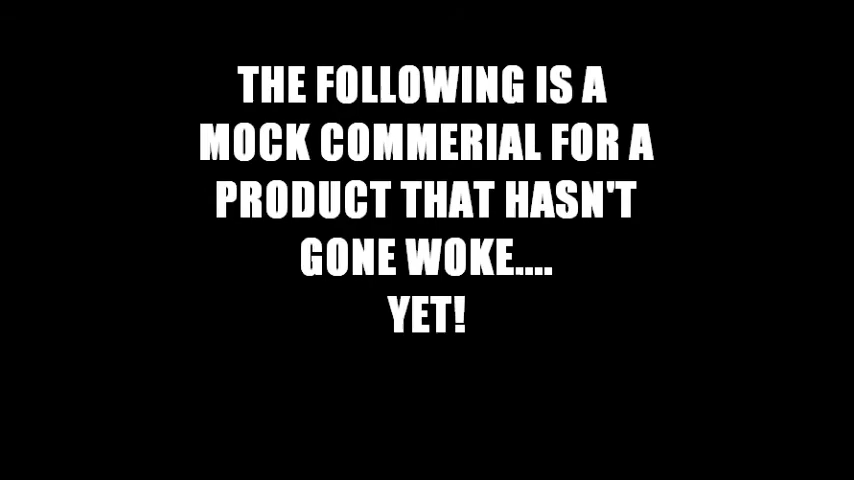 THE FOLLOWING IS A
MOCK COMMERIAL FOR A
PRODUCT THAT HASN'T
GONE WOKE....
YET!